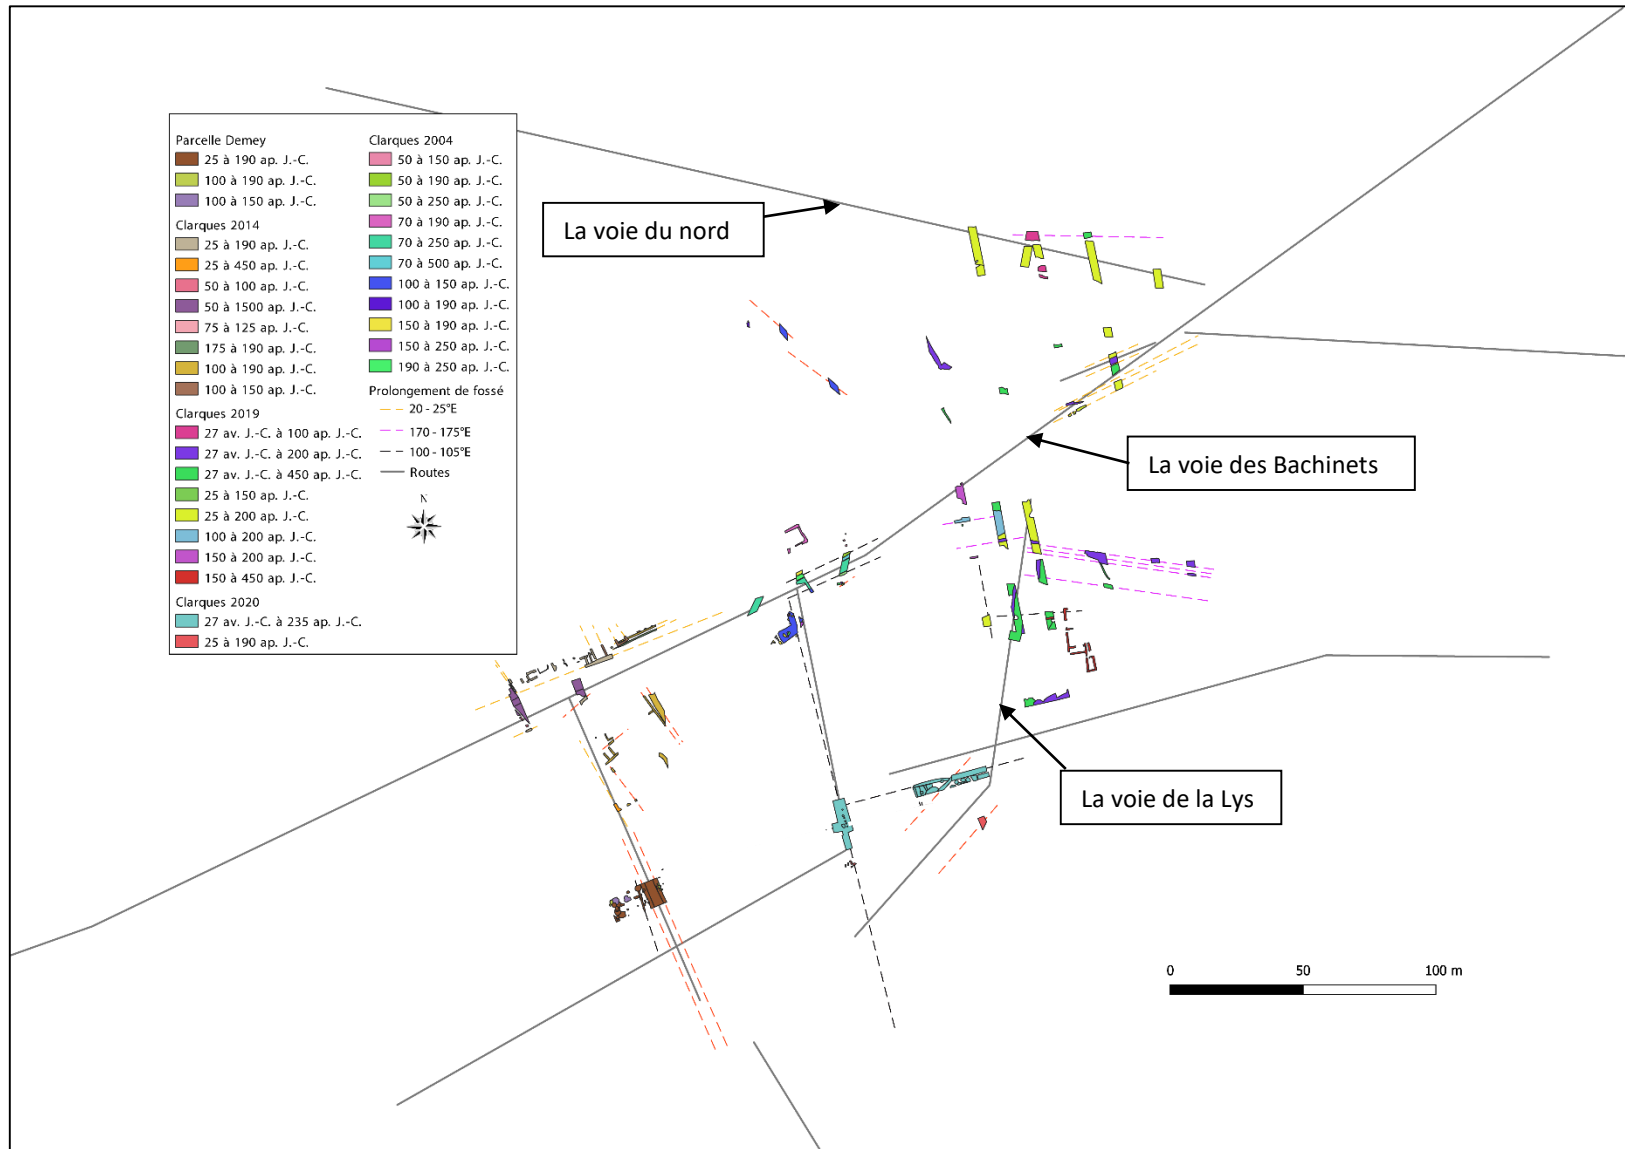 Parcelle Demey
25 à 190 ap. J.-C.
100 à 190 ap. J.-C.
100 à 150 ap. J.-C.
Clarques 2014
25 à 190 ap. J.-C.
25 à 450 ap. J.-C.
50 à 100 ap. J.-C.
50 à 1500 ap. J.-C.
75 à 125 ap. J.-C.
175 à 190 ap. J.-C.
100 à 190 ap. J.-C.
100 à 150 ap. J.-C.
Clarques 2019
27 av. J.-C. à 100 ap. J.-C.
27 av. J.-C. à 200 ap. J.-C.
27 av. J.-C. à 450 ap. J.-C.
25 à 150 ap. J.-C.
25 à 200 ap. J.-C.
100 à 200 ap. J.-C.
150 à 200 ap. J.-C.
150 à 450 ap. J.-C.
Clarques 2020
27 av. J.-C. à 235 ap. J.-C.
25 à 190 ap. J.-C.
Clarques 2004
50 à 150 ap. J.-C.
50 à 190 ap. J.-C.
50 à 250 ap. J.-C.
70 à 190 ap. J.-C.
70 à 250 ap. J.-C.
70 à 500 ap. J.-C.
100 à 150 ap. J.-C.
100 à 190 ap. J.-C.
150 à 190 ap. J.-C.
150 à 250 ap. J.-C.
190 à 250 ap. J.-C.
Prolongement de fossé
20 - 25°E
170 - 175°E
100 - 105°E
Routes
N
La voie du nord
La voie des Bachinets
La voie de la Lys
0 50 100 m